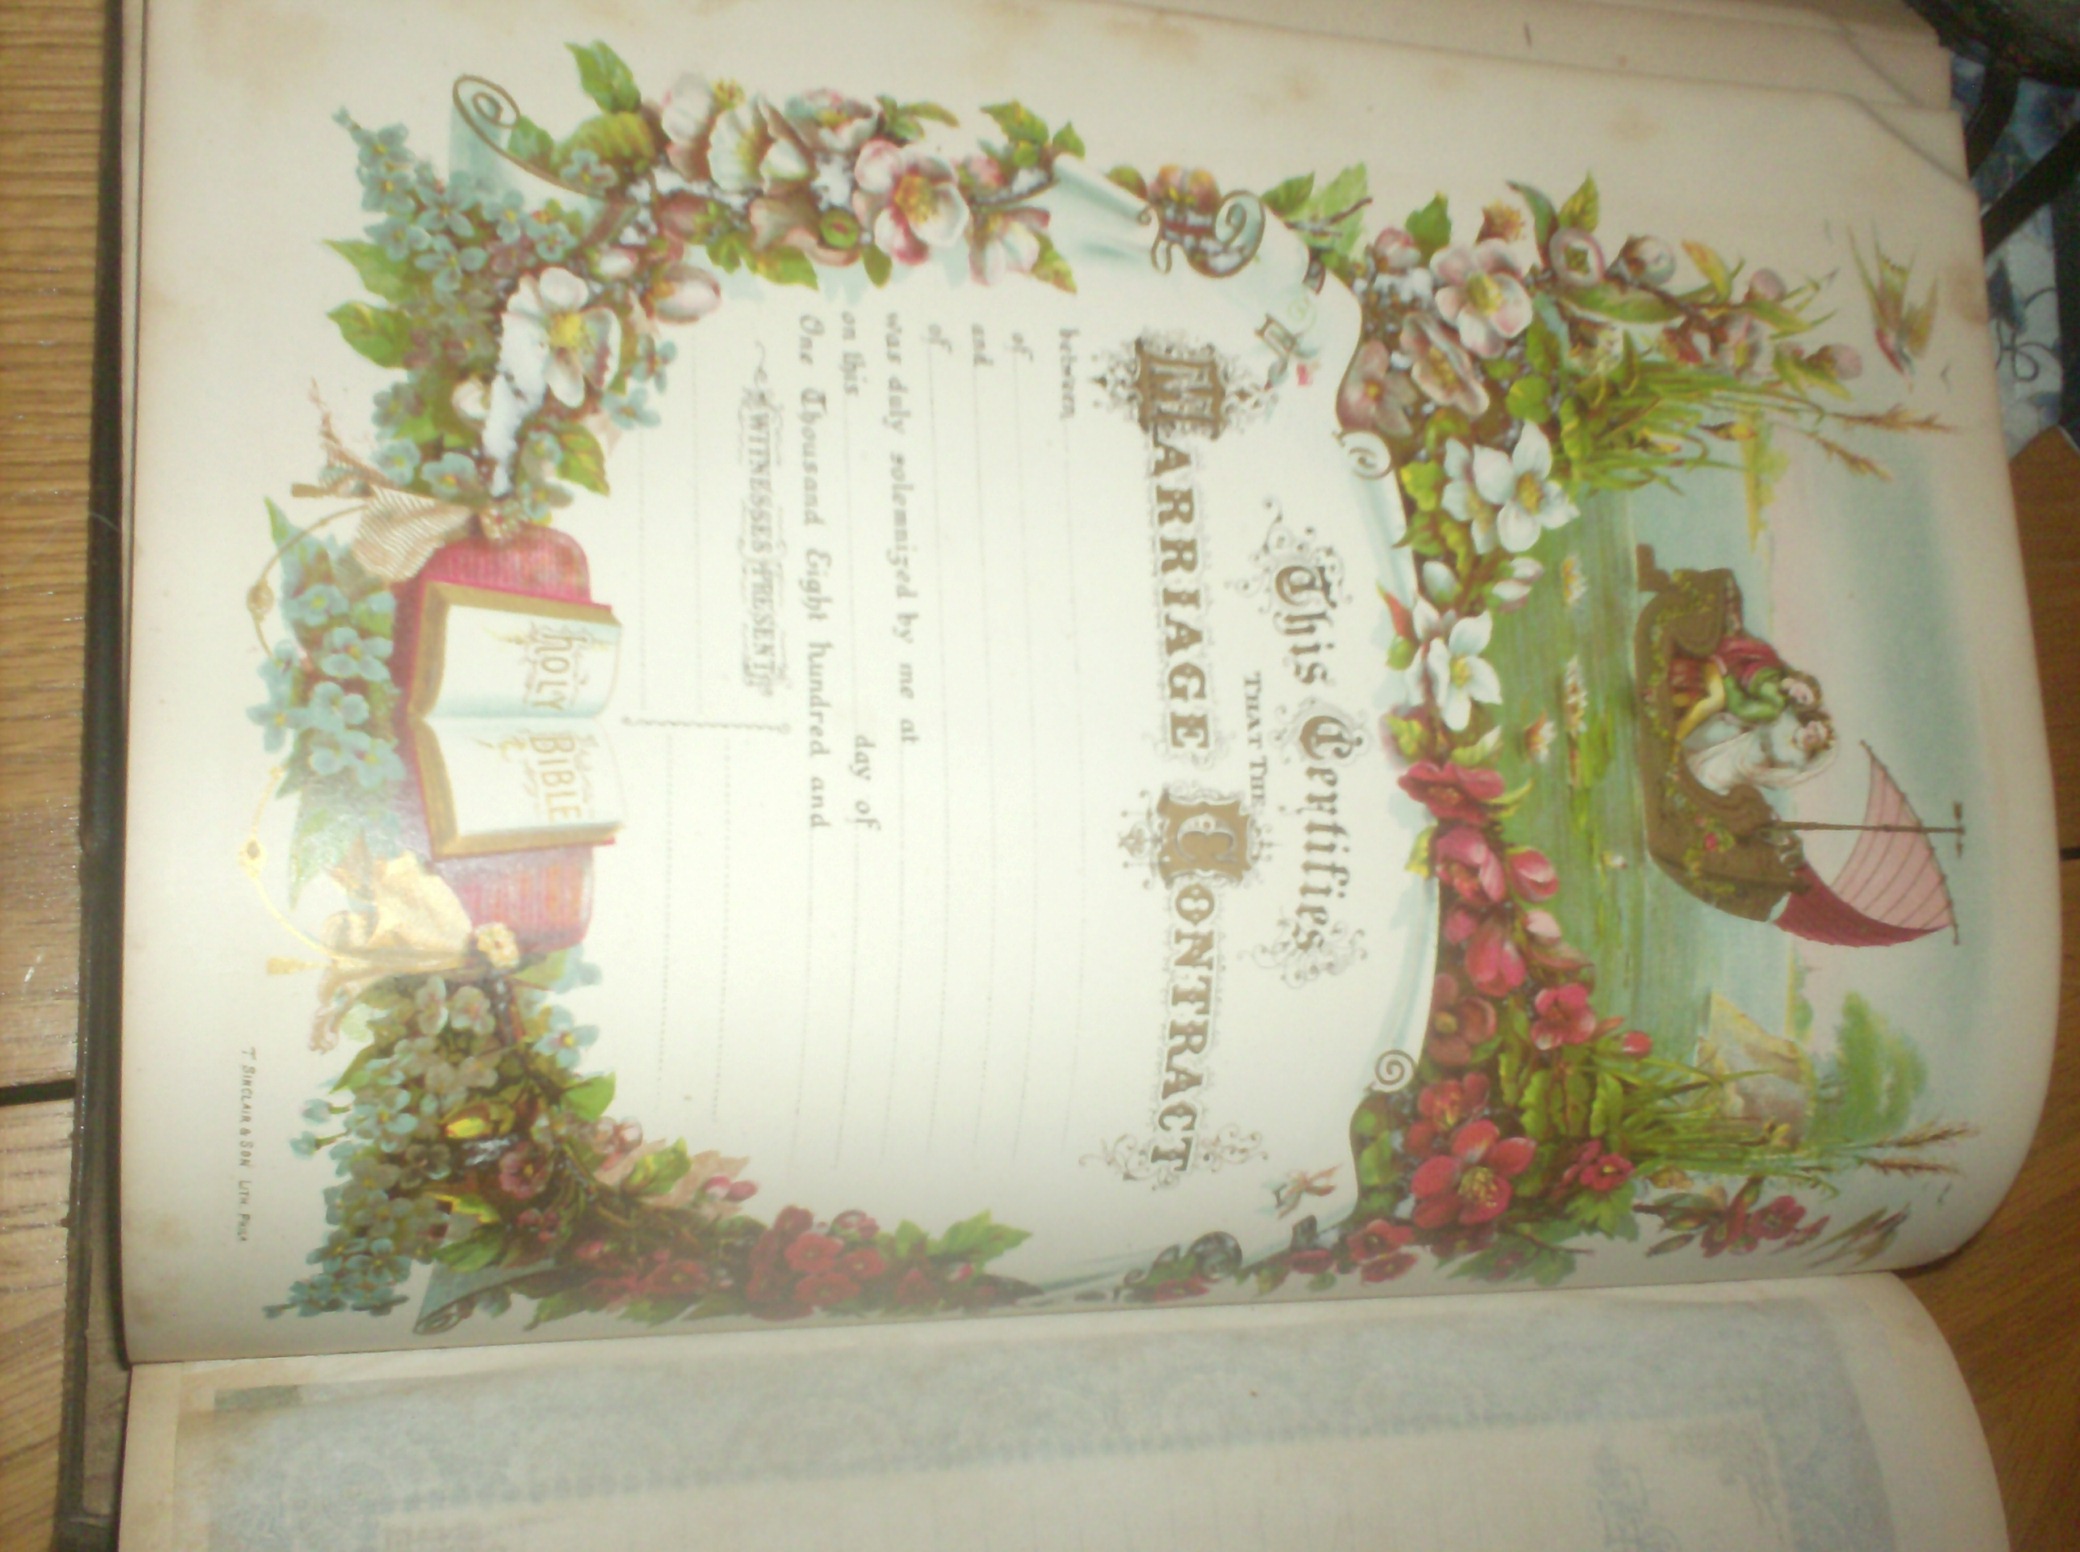 This Certifies
THAT THE
MARRIAGE CONTRACT
between
of
and
of
was duly solemnized by me at
on this day of
One Thousand Eight hundred and
WITNESSES PRESENT
HOLY BIBLE
T SINCLAIR & SON LITH. PHILA